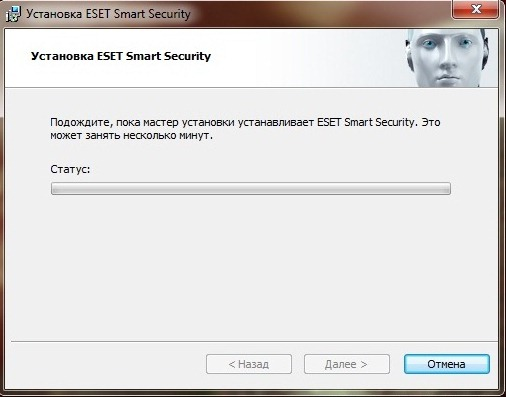 Установка ESET Smart Security
Установка ESET Smart Security
Подождите, пока мастер установки устанавливает ESET Smart Security. Это
может занять несколько минут.
Статус:
< Назад
Далее >
Отмена